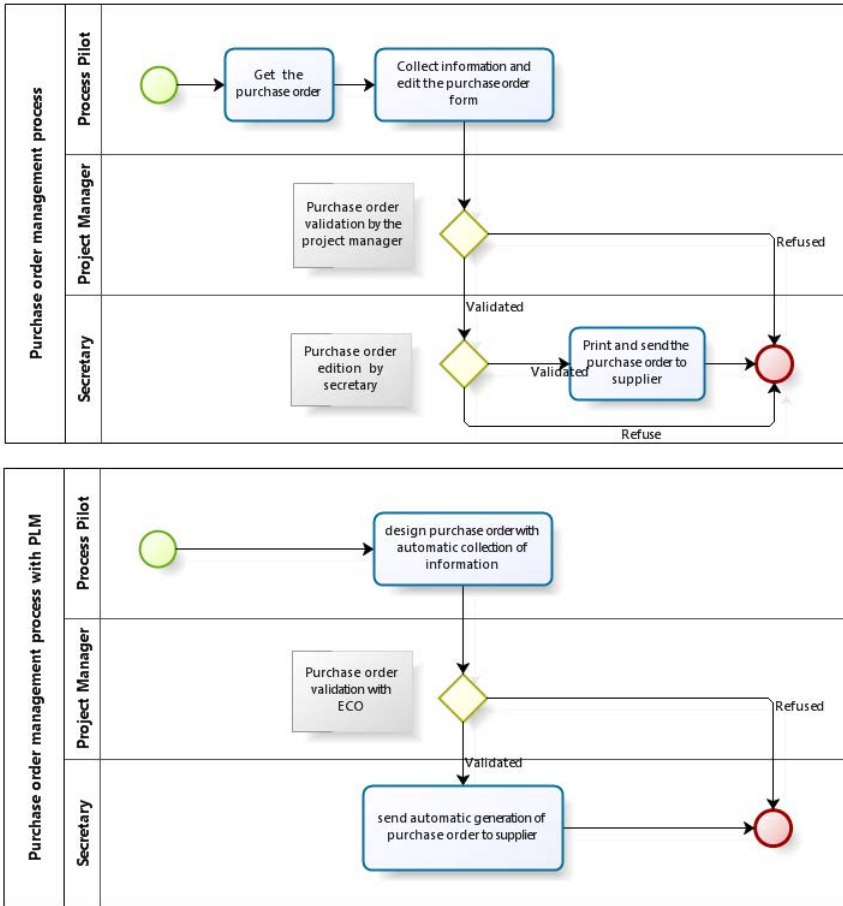 Purchase order management process
Process Pilot
Get the
purchase order
Collect information and
edit the purchase order
form
Project Manager
Purchase order
validation by the
project manager
Refused
Validated
Secretary
Purchase order
edition by
secretary
Validated
Print and send the
purchase order to
supplier
Refuse
Purchase order management process with PLM
Process Pilot
design purchase order with
automatic collection of
information
Project Manager
Purchase order
validation with
ECO
Refused
Validated
Secretary
send automatic generation of
purchase order to supplier